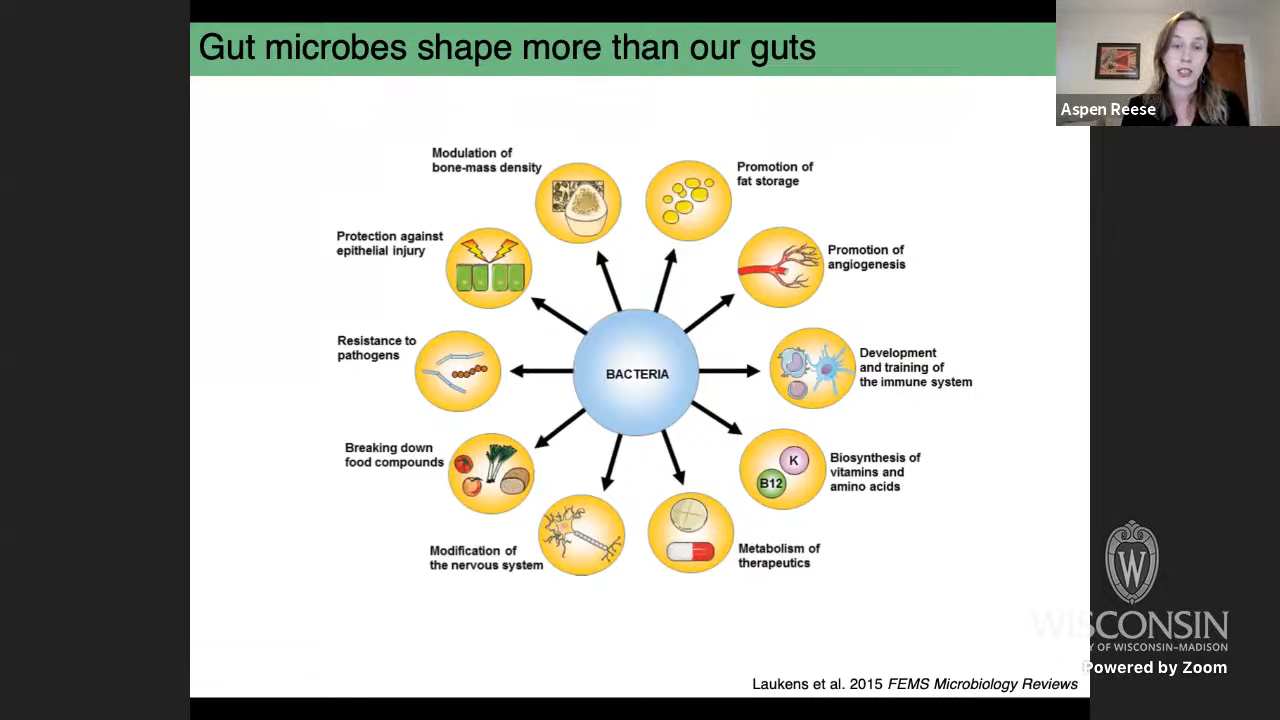 Gut microbes shape more than our guts
Aspen Reese
Modulation of
bone-mass density
Promotion of
fat storage
Protection against
epithelial injury
Promotion of
angiogenesis
Resistance to
pathogens
BACTERIA
Development
and training of
the immune system
Breaking down
food compounds
K
B12
Biosynthesis of
vitamins and
amino acids
Modification of
the nervous system
Metabolism of
therapeutics
W
WISCONSIN
OF WISCONSIN–MADISON
Powered by Zoom
Laukens et al. 2015 FEMS Microbiology Reviews